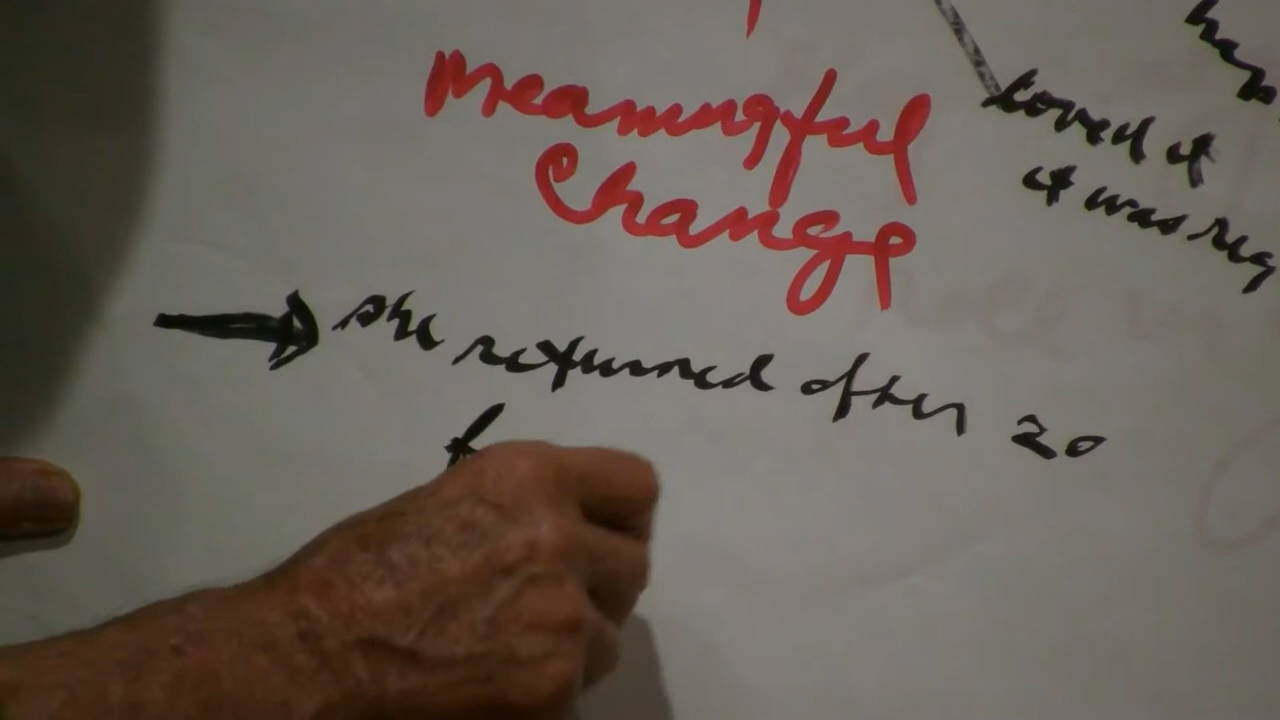 Meaningful
Change
loved it
it was
she returned after 20